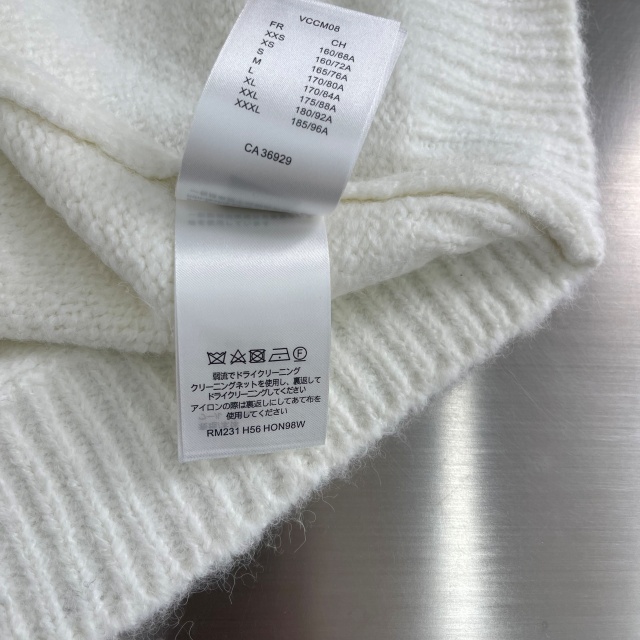 VCCM08
FR CH
XXS 160/68A
XS 160/72A
S 165/76A
M 170/80A
L 170/84A
XL 175/88A
XXL 180/92A
XXXL 185/96A
CA 36929
弱流でドライクリーニング
クリーニングネットを使用し、裏返して
ドライクリーニングしてください
アイロンの際は裏返しにしてあて布を
使用してください
RM231 H56 HON98W